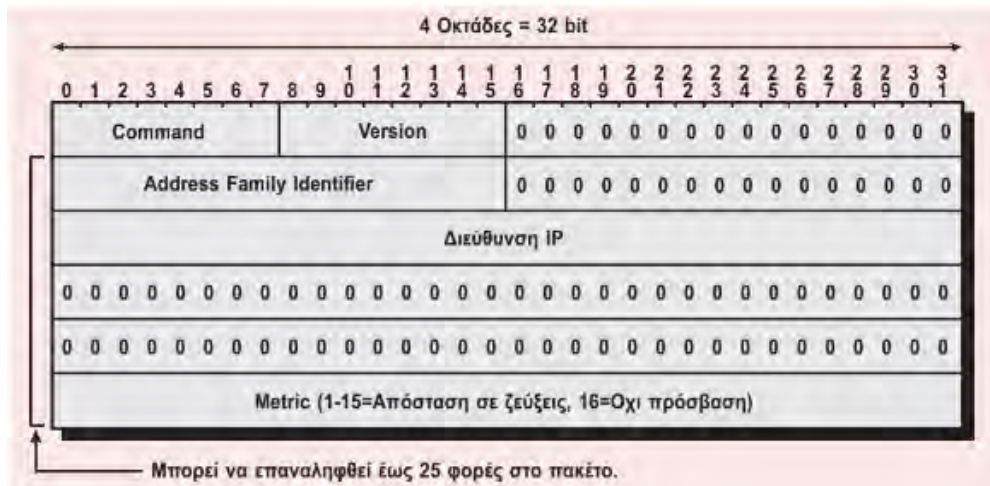 4 Οκτάδες = 32 bit
0 1 2 3 4 5 6 7 8 9 10 11 12 13 14 15 16 17 18 19 20 21 22 23 24 25 26 27 28 29 30 31
Command Version 0 0 0 0 0 0 0 0 0 0 0 0 0 0 0 0
Address Family Identifier 0 0 0 0 0 0 0 0 0 0 0 0 0 0 0 0
Διεύθυνση IP
0 0 0 0 0 0 0 0 0 0 0 0 0 0 0 0 0 0 0 0 0 0 0 0 0 0 0 0 0 0 0 0
0 0 0 0 0 0 0 0 0 0 0 0 0 0 0 0 0 0 0 0 0 0 0 0 0 0 0 0 0 0 0 0
Metric (1-15=Απόσταση σε ζεύξεις, 16=Οχι πρόσβαση)
Μπορεί να επαναληφθεί έως 25 φορές στο πακέτο.